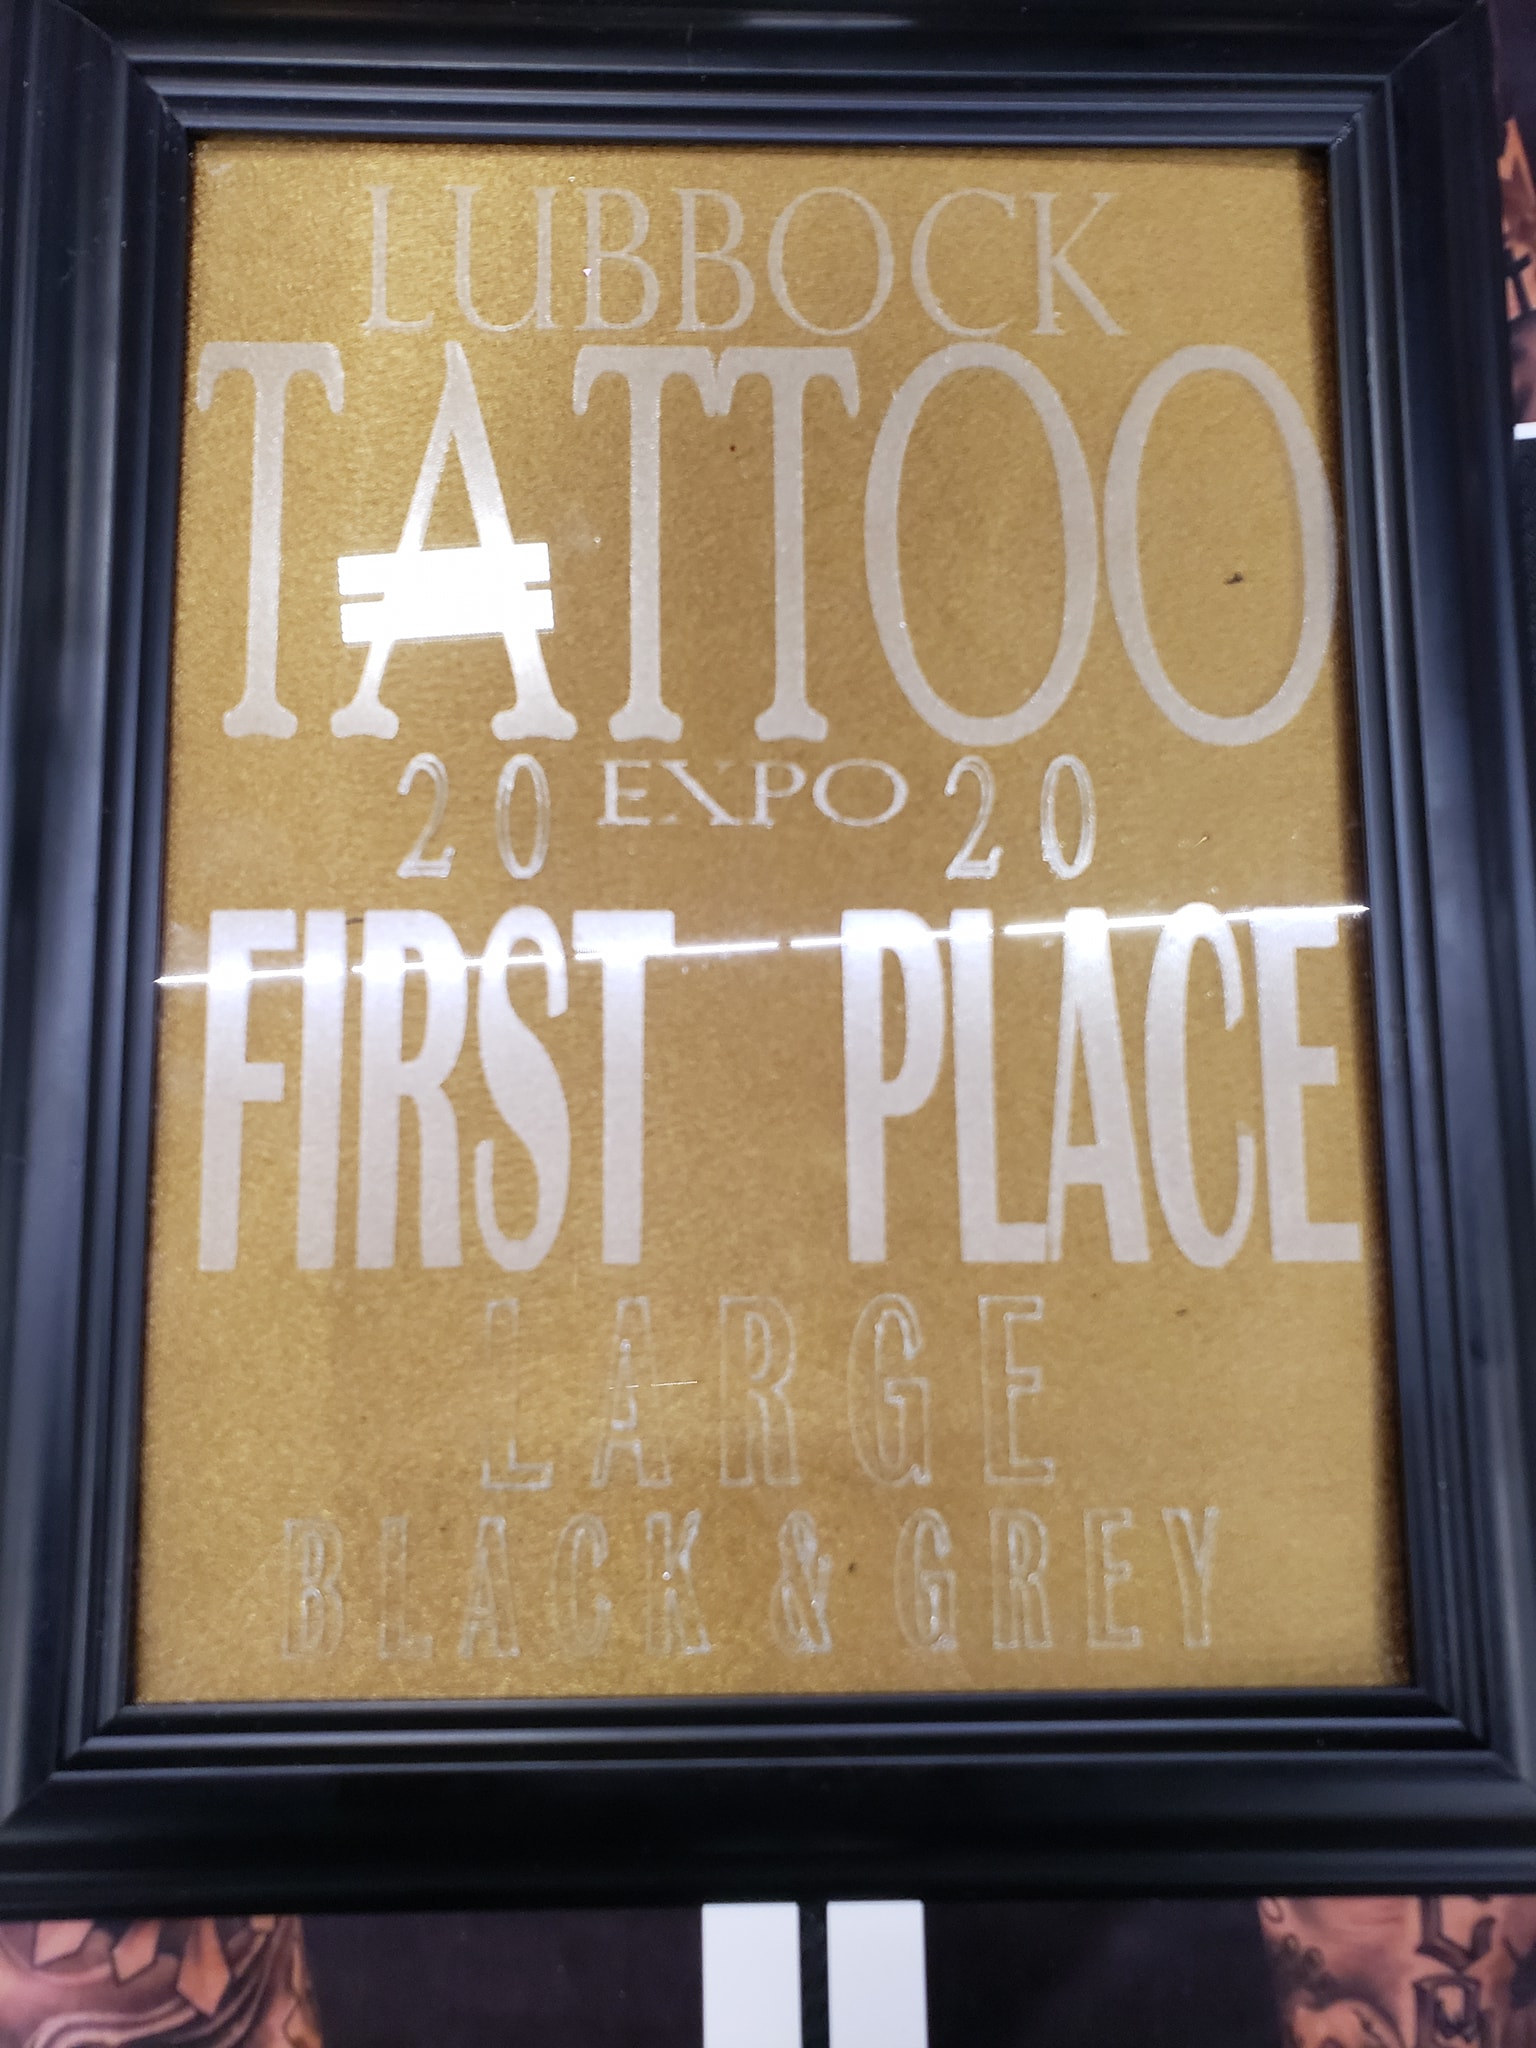 LUBBOCK
TATTOO
20 EXPO 20
FIRST PLACE
LARGE
BLACK & GREY